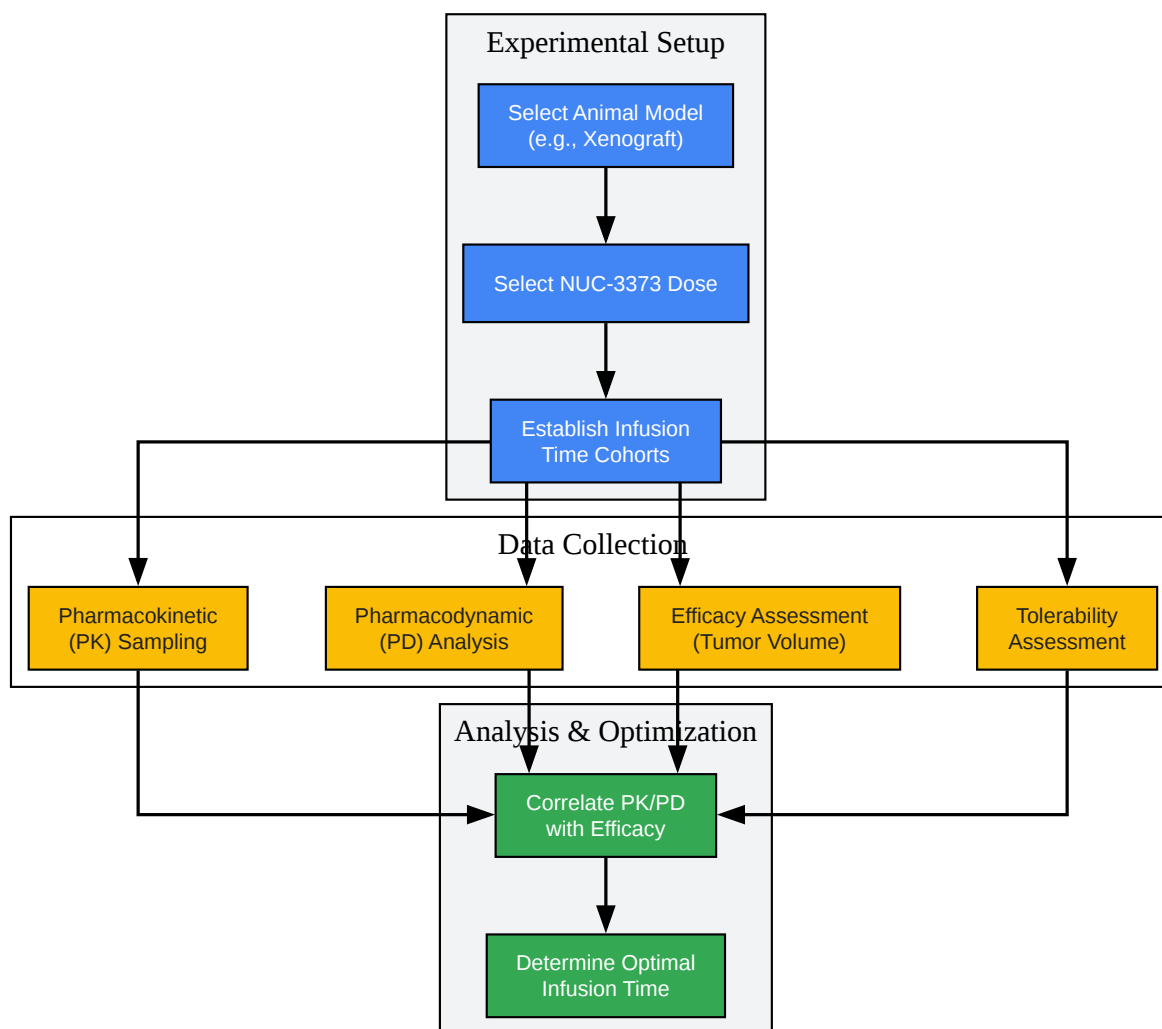 Experimental Setup
Select Animal Model
(e.g., Xenograft)
Select NUC-3373 Dose
Establish Infusion
Time Cohorts
Data Collection
Pharmacokinetic
(PK) Sampling
Pharmacodynamic
(PD) Analysis
Efficacy Assessment
(Tumor Volume)
Tolerability
Assessment
Analysis & Optimization
Correlate PK/PD
with Efficacy
Determine Optimal
Infusion Time